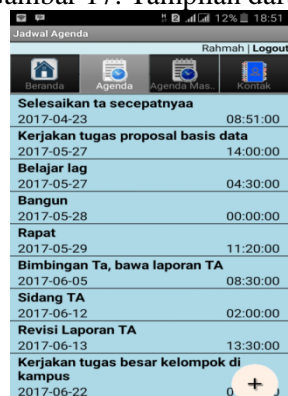 12% 18:51
Jadwal Agenda
Rahmah | Logout
Beranda Agenda Agenda Mas.. Kontak
Selesaikan ta secepatnyaa
2017-04-23 08:51:00
Kerjakan tugas proposal basis data
2017-05-27 14:00:00
Belajar lag
2017-05-27 04:30:00
Bangun
2017-05-28 00:00:00
Rapat
2017-05-29 11:20:00
Bimbingan Ta, bawa laporan TA
2017-06-05 08:30:00
Sidang TA
2017-06-12 02:00:00
Revisi Laporan TA
2017-06-13 13:30:00
Kerjakan tugas besar kelompok di
kampus
2017-06-22
+